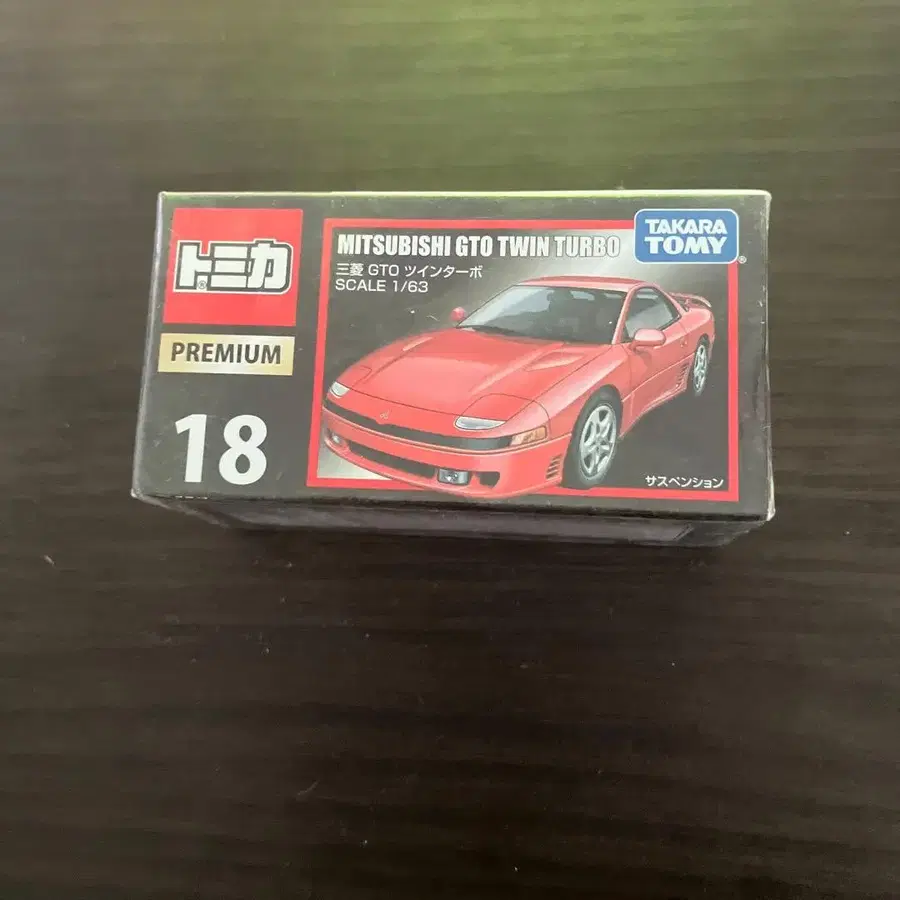 トミカ
PREMIUM
18
MITSUBISHI GTO TWIN TURBO
三菱 GTO ツインターボ
SCALE 1/63
TAKARA
TOMY
®
サスペンション